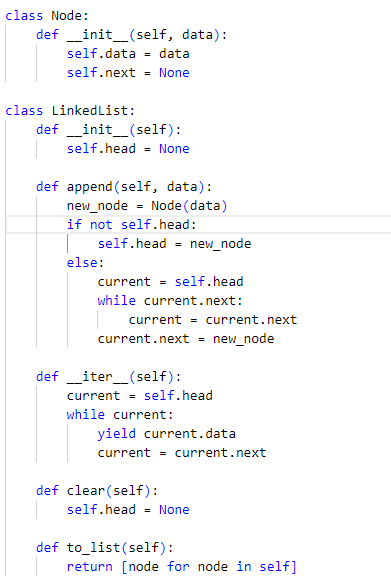 class Node:
    def __init__(self, data):
        self.data = data
        self.next = None

class LinkedList:
    def __init__(self):
        self.head = None

    def append(self, data):
        new_node = Node(data)
        if not self.head:
            self.head = new_node
        else:
            current = self.head
            while current.next:
                current = current.next
            current.next = new_node

    def __iter__(self):
        current = self.head
        while current:
            yield current.data
            current = current.next

    def clear(self):
        self.head = None

    def to_list(self):
        return [node for node in self]